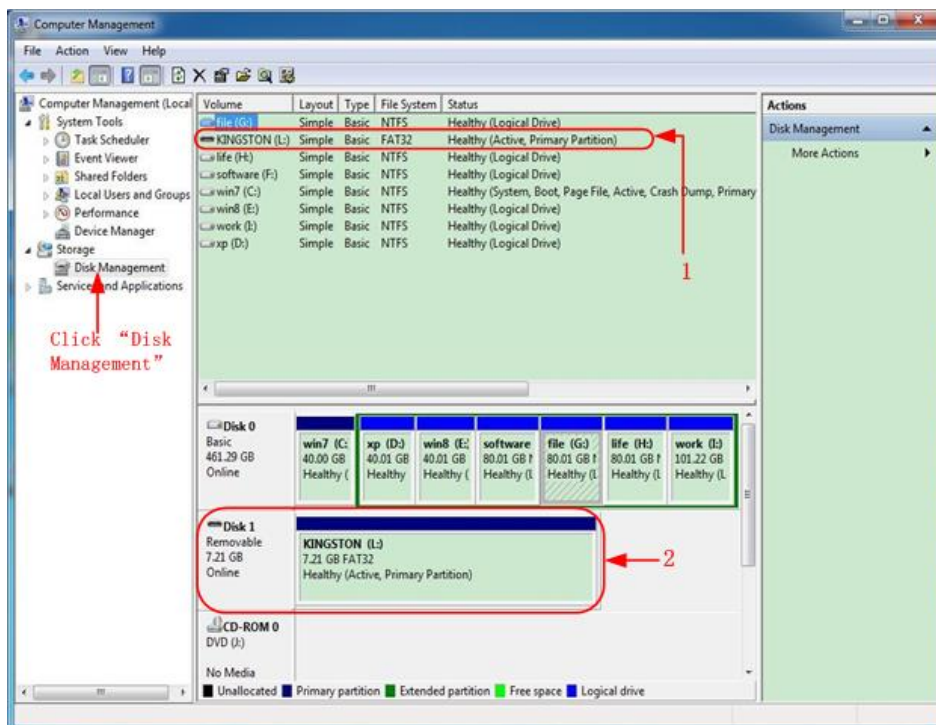 Computer Management
File Action View Help
Computer Management (Local
System Tools
Task Scheduler
Event Viewer
Shared Folders
Local Users and Groups
Performance
Device Manager
Storage
Disk Management
Services and Applications
Click “Disk
Management”
Volume Layout Type File System Status
file (G:) Simple Basic NTFS Healthy (Logical Drive)
KINGSTON (L:) Simple Basic FAT32 Healthy (Active, Primary Partition)
life (H:) Simple Basic NTFS Healthy (Logical Drive)
software (F:) Simple Basic NTFS Healthy (Logical Drive)
win7 (C:) Simple Basic NTFS Healthy (System, Boot, Page File, Active, Crash Dump, Primary
win8 (E:) Simple Basic NTFS Healthy (Logical Drive)
work (I:) Simple Basic NTFS Healthy (Logical Drive)
xp (D:) Simple Basic NTFS Healthy (Logical Drive)
1
Actions
Disk Management
More Actions
Disk 0
Basic
461.29 GB
Online
win7 (C:
40.00 GB
Healthy (
xp (D:)
40.01 GB
Healthy
win8 (E:
40.01 GB
Healthy (
software
80.01 GB
Healthy (L
file (G:)
80.01 GB
Healthy (L
life (H:)
80.01 GB
Healthy (L
work (I:)
101.22 GB
Healthy (L
Disk 1
Removable
7.21 GB
Online
KINGSTON (L:)
7.21 GB FAT32
Healthy (Active, Primary Partition)
2
CD-ROM 0
DVD (J:)
No Media
Unallocated Primary partition Extended partition Free space Logical drive